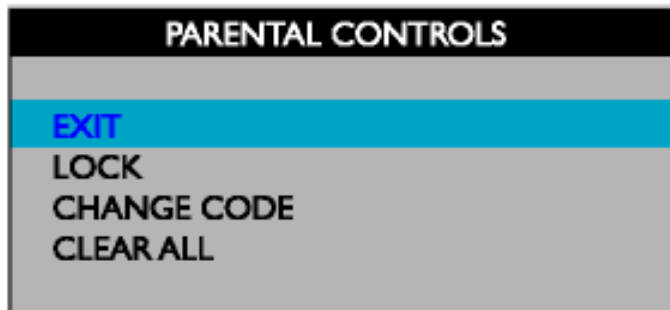 PARENTAL CONTROLS
EXIT
LOCK
CHANGE CODE
CLEAR ALL